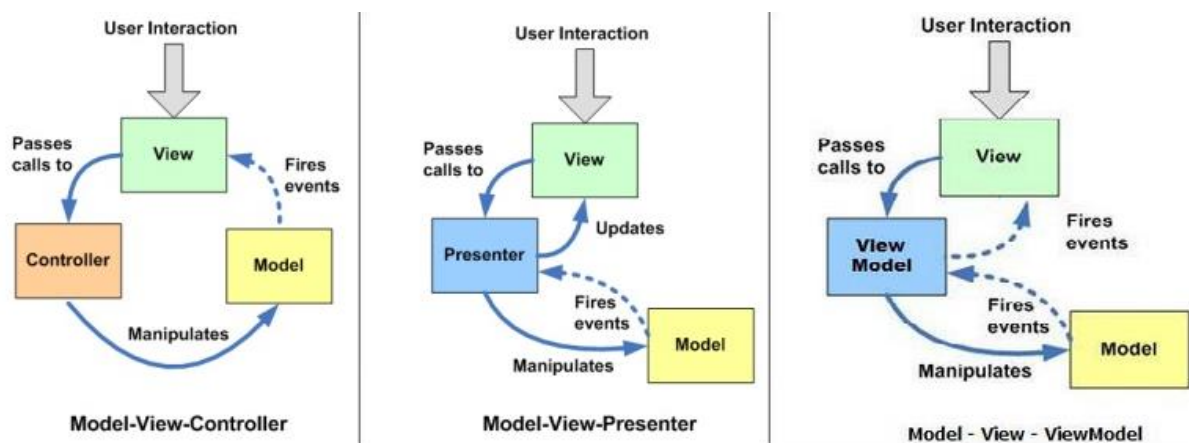 User Interaction
Passes
calls to
View
Fires
events
Controller
Model
Manipulates
Model-View-Controller
User Interaction
Passes
calls to
View
Updates
Presenter
Fires
events
Model
Manipulates
Model-View-Presenter
User Interaction
Passes
calls to
View
Fires
events
VIew
Model
Fires
events
Model
Manipulates
Model - View - ViewModel